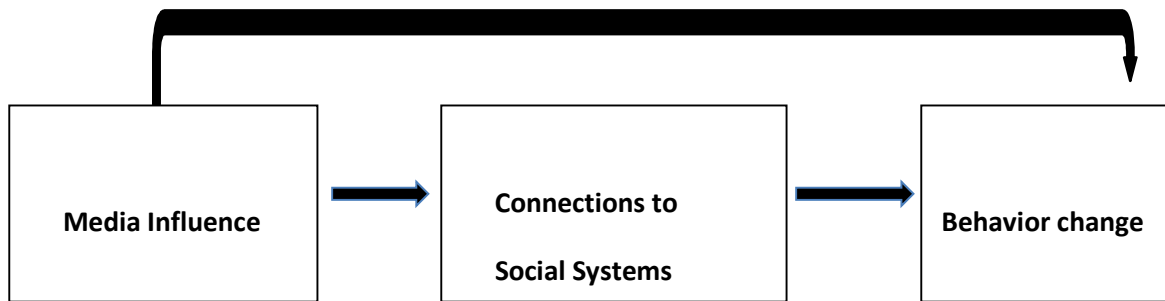 Media Influence
Connections to
Social Systems
Behavior change